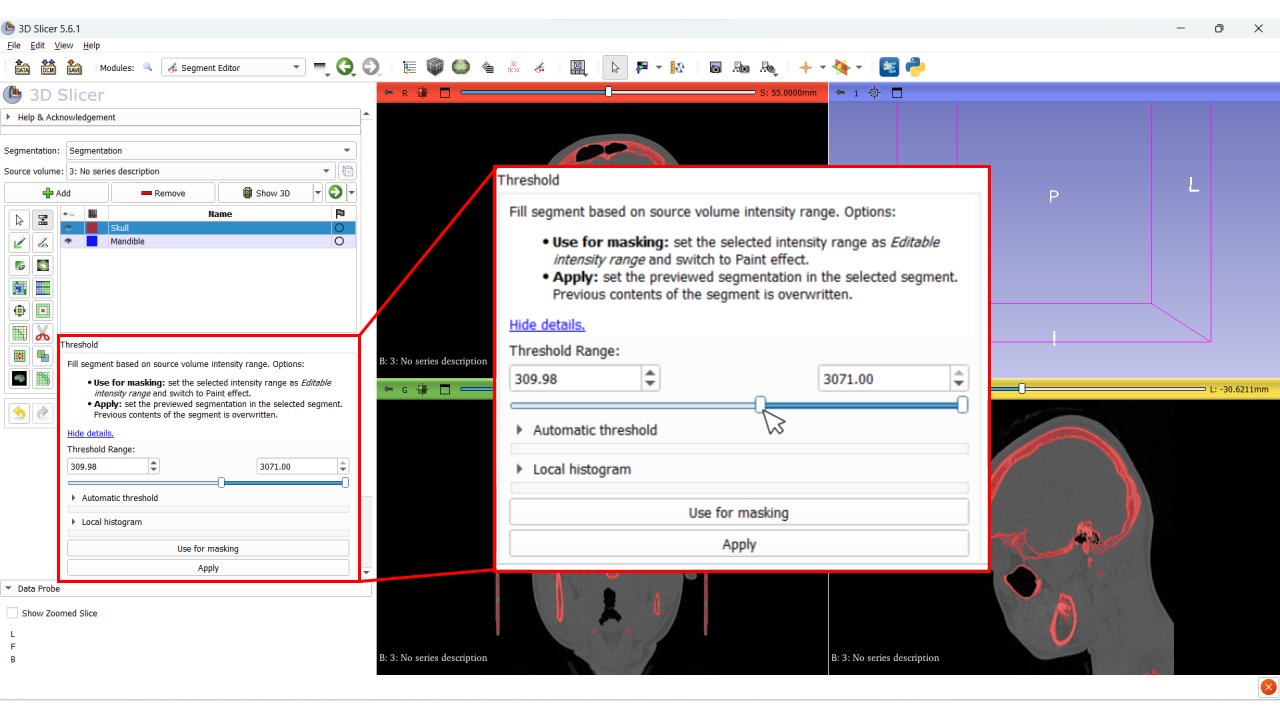 3D Slicer 5.6.1
File Edit View Help
DATA DCM SAVE Modules: Segment Editor
3D Slicer
Help & Acknowledgement
Segmentation: Segmentation
Source volume: 3: No series description
Add Remove Show 3D
Name
Skull
Mandible
Threshold
Fill segment based on source volume intensity range. Options:
• Use for masking: set the selected intensity range as Editable
intensity range and switch to Paint effect.
• Apply: set the previewed segmentation in the selected segment.
Previous contents of the segment is overwritten.
Hide details.
Threshold Range:
309.98 3071.00
Automatic threshold
Local histogram
Use for masking
Apply
Data Probe
Show Zoomed Slice
L
F
B
R S: 55.0000mm
B: 3: No series description
1
P
L
I
Threshold
Fill segment based on source volume intensity range. Options:
• Use for masking: set the selected intensity range as Editable
intensity range and switch to Paint effect.
• Apply: set the previewed segmentation in the selected segment.
Previous contents of the segment is overwritten.
Hide details.
Threshold Range:
309.98 3071.00
Automatic threshold
Local histogram
Use for masking
Apply
G
B: 3: No series description
L: -30.6211mm
B: 3: No series description